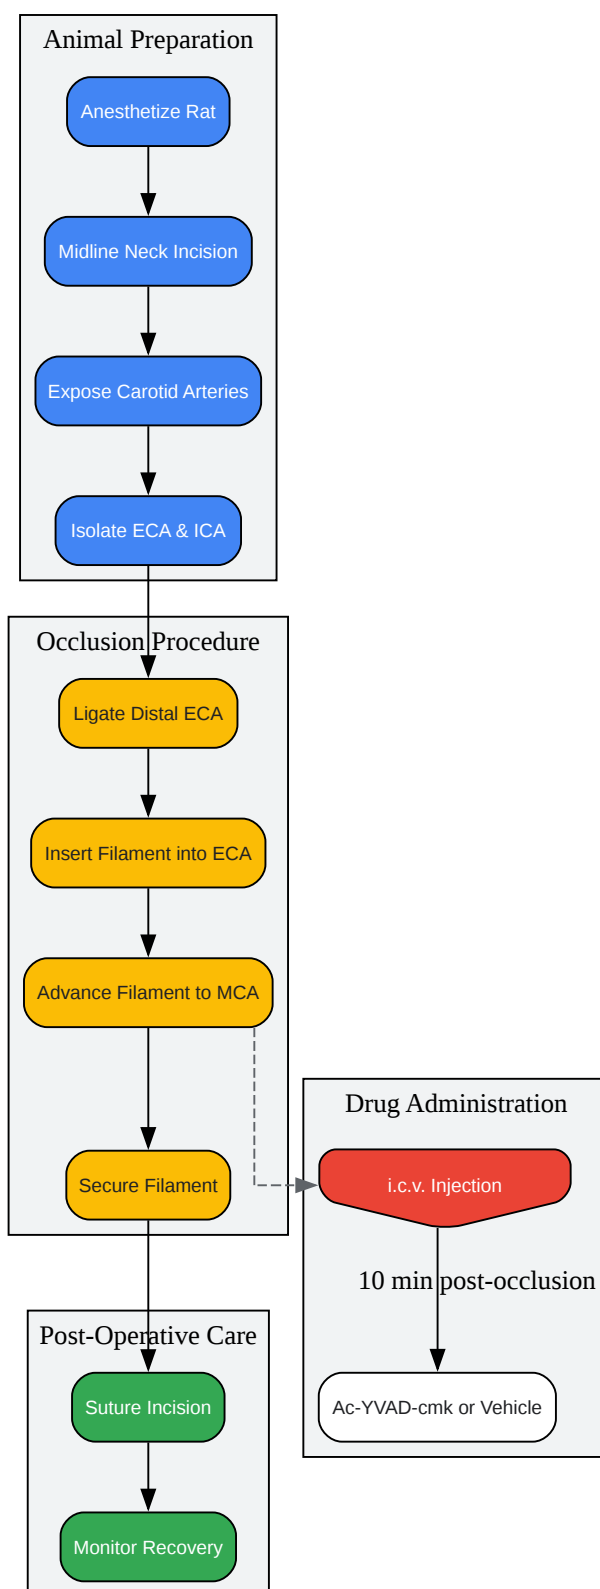 Animal Preparation
Anesthetize Rat
Midline Neck Incision
Expose Carotid Arteries
Isolate ECA & ICA
Occlusion Procedure
Ligate Distal ECA
Insert Filament into ECA
Advance Filament to MCA
Secure Filament
Drug Administration
i.c.v. Injection
10 min post-occlusion
Ac-YVAD-cmk or Vehicle
Post-Operative Care
Suture Incision
Monitor Recovery